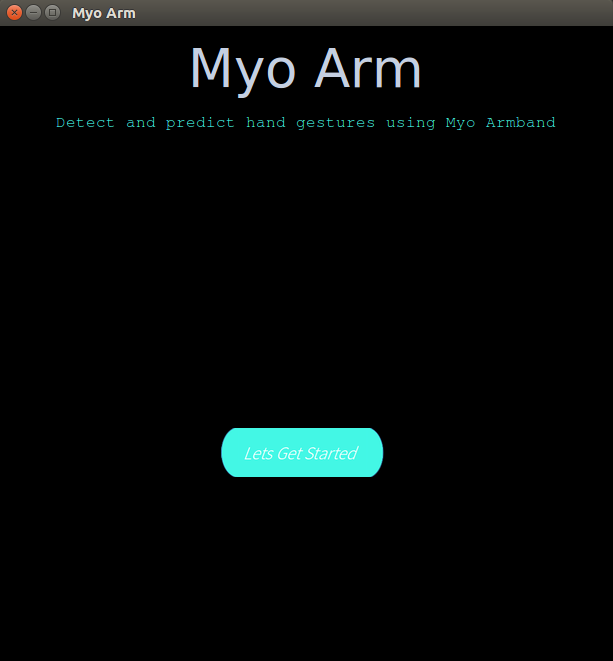 Myo Arm
Myo Arm
Detect and predict hand gestures using Myo Armband
Lets Get Started